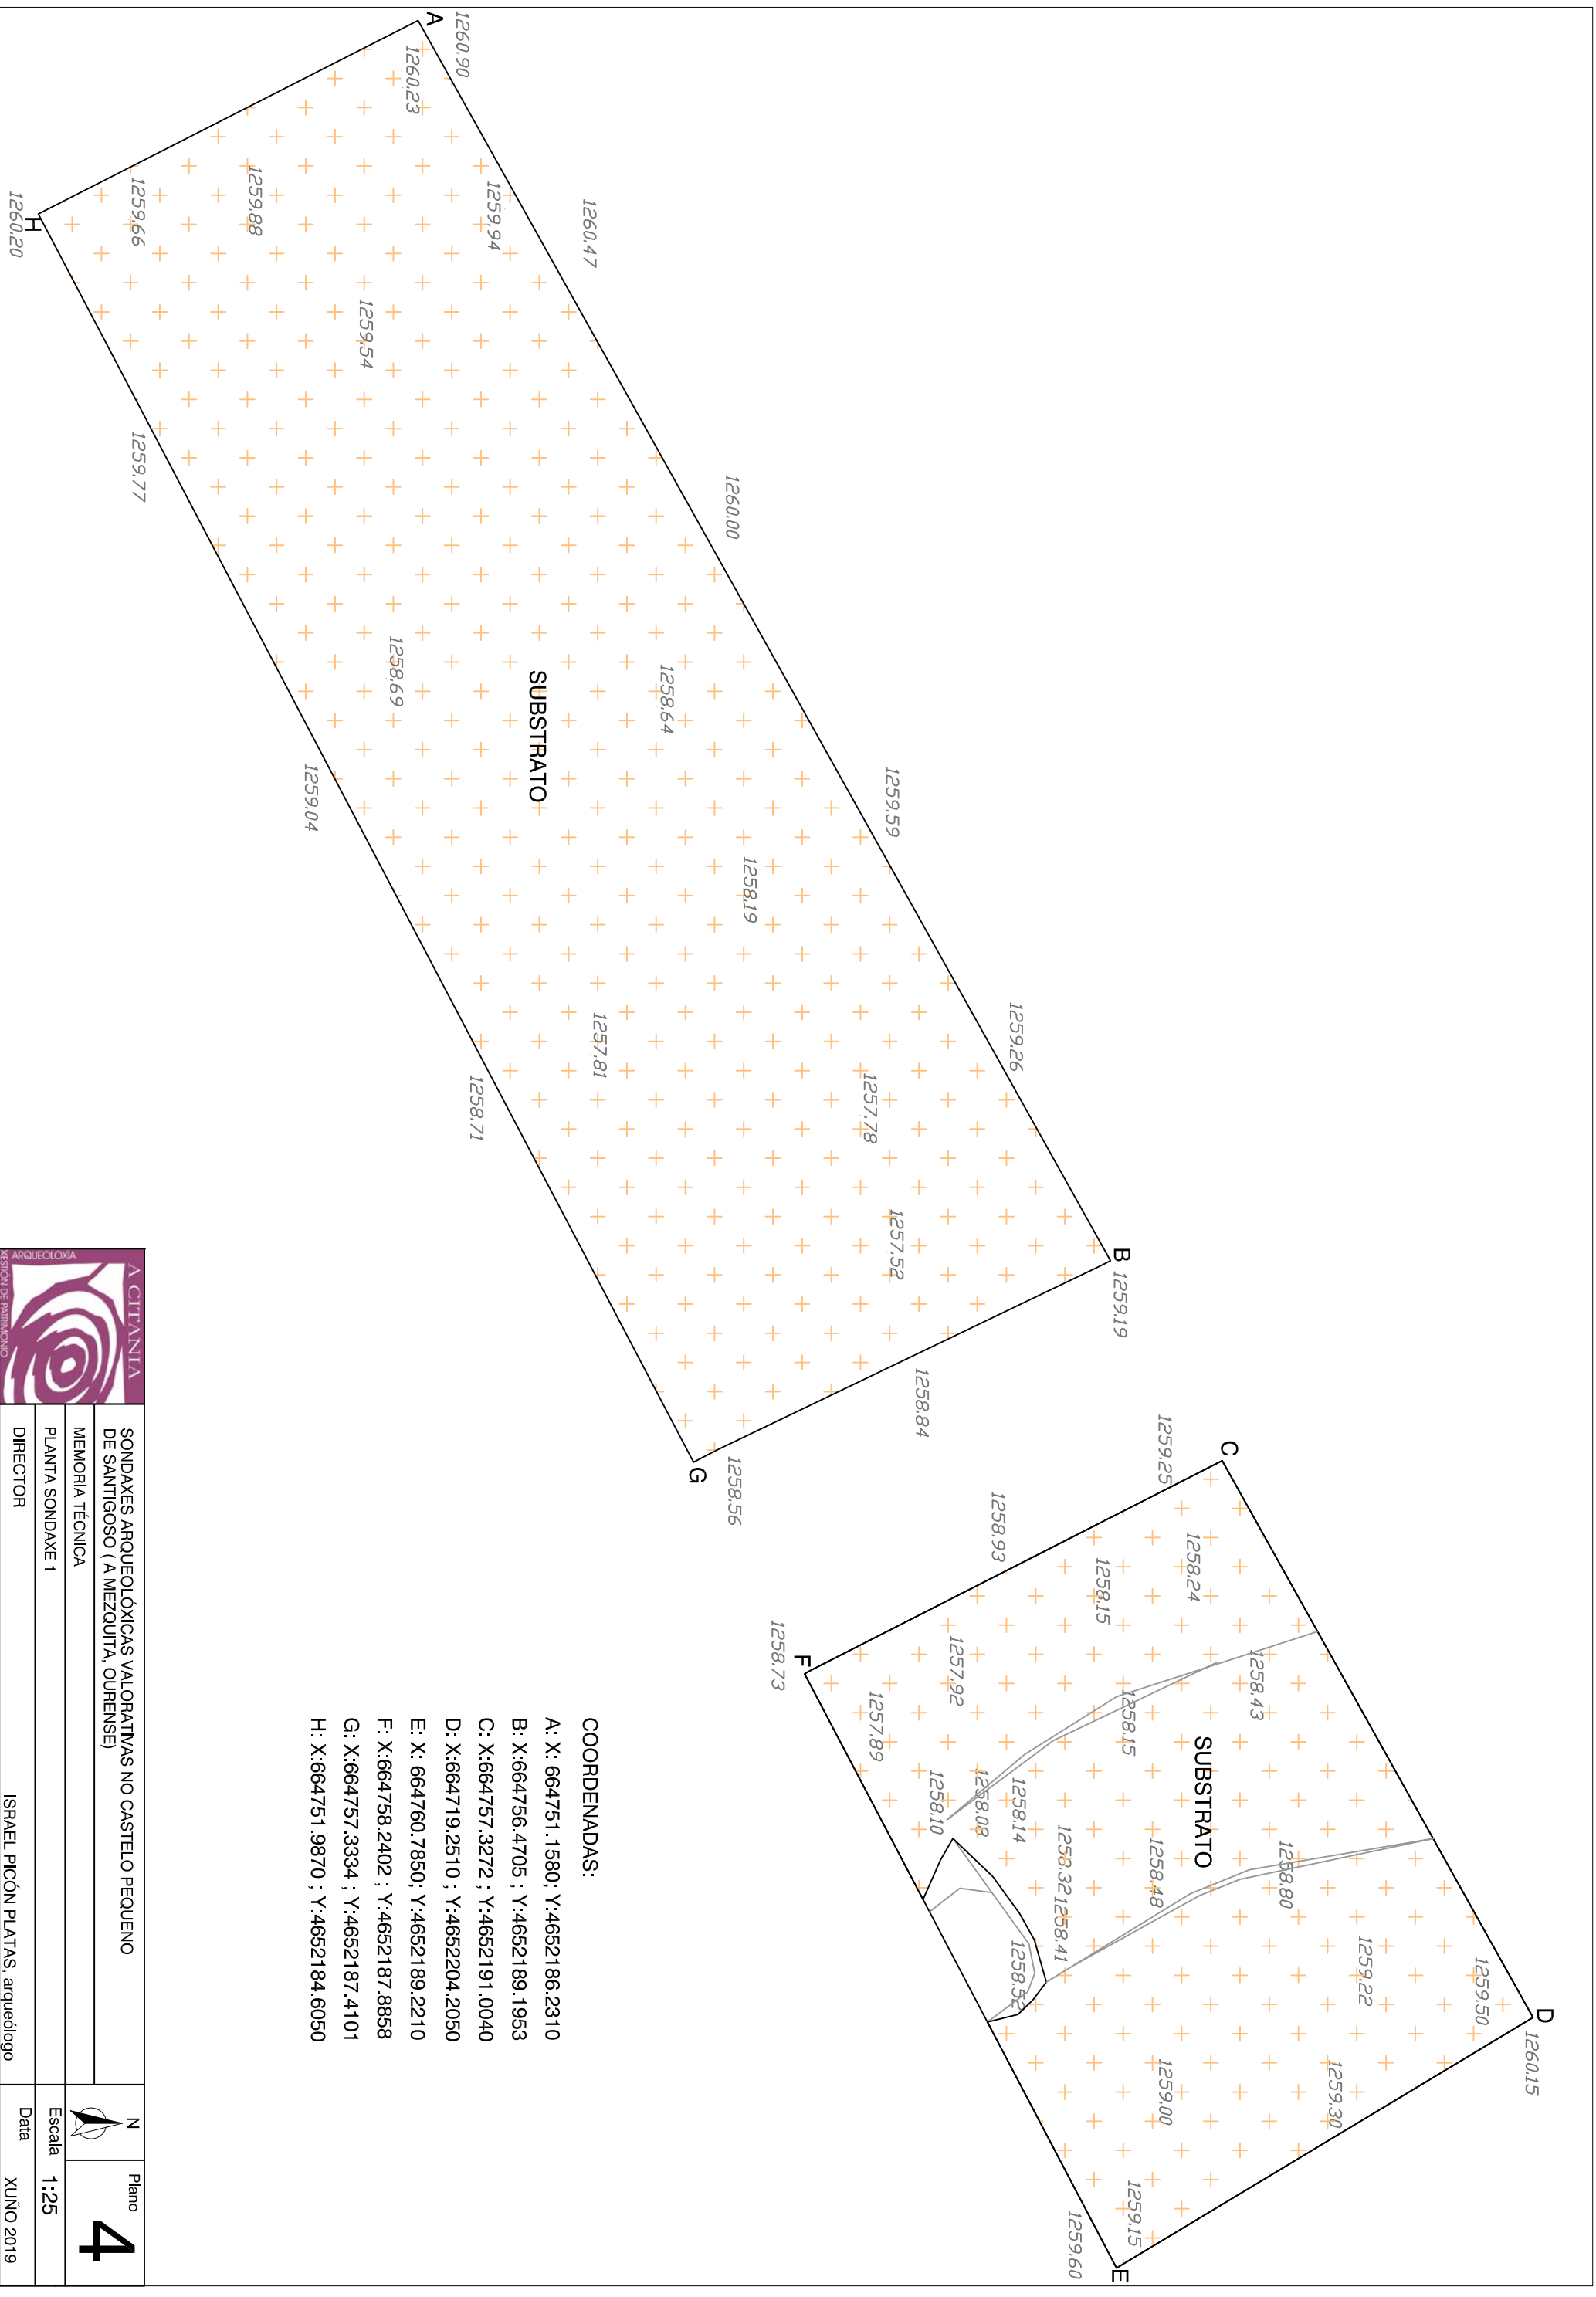 A
1260.90
1260.23
1260.47
1259.94
1259.88
1259.66
H
1260.20
1259.54
1259.77
1260.00
1259.59
1258.64
1258.69
SUBSTRATO
1259.04
1258.19
1259.26
1257.81
1257.78
1258.71
1257.52
B
1259.19
1258.84
G
1258.56
C
1259.25
1258.24
1258.15
1258.93
1258.43
1258.15
1257.92
F
1258.73
1257.89
SUBSTRATO
1258.14
1258.08
1258.10
1258.80
1258.48
1258.32
1258.41
1258.52
D
1260.15
1259.50
1259.22
1259.30
1259.00
1259.15
E
1259.60
COORDENADAS:
A: X: 664751.1580; Y:4652186.2310
B: X:664756.4705 ; Y:4652189.1953
C: X:664757.3272 ; Y:4652191.0040
D: X:664719.2510 ; Y:4652204.2050
E: X: 664760.7850; Y:4652189.2210
F: X:664758.2402 ; Y:4652187.8858
G: X:664757.3334 ; Y:4652187.4101
H: X:664751.9870 ; Y:4652184.6050
A CITANIA
ARQUEOLOXÍA
XESTIÓN DE PATRIMONIO
SONDAXES ARQUEOLÓXICAS VALORATIVAS NO CASTELO PEQUENO
DE SANTIGOSO ( A MEZQUITA, OURENSE)
MEMORIA TÉCNICA
PLANTA SONDAXE 1
DIRECTOR
ISRAEL PICÓN PLATAS, arqueólogo
N
Plano
4
Escala 1:25
Data XUÑO 2019